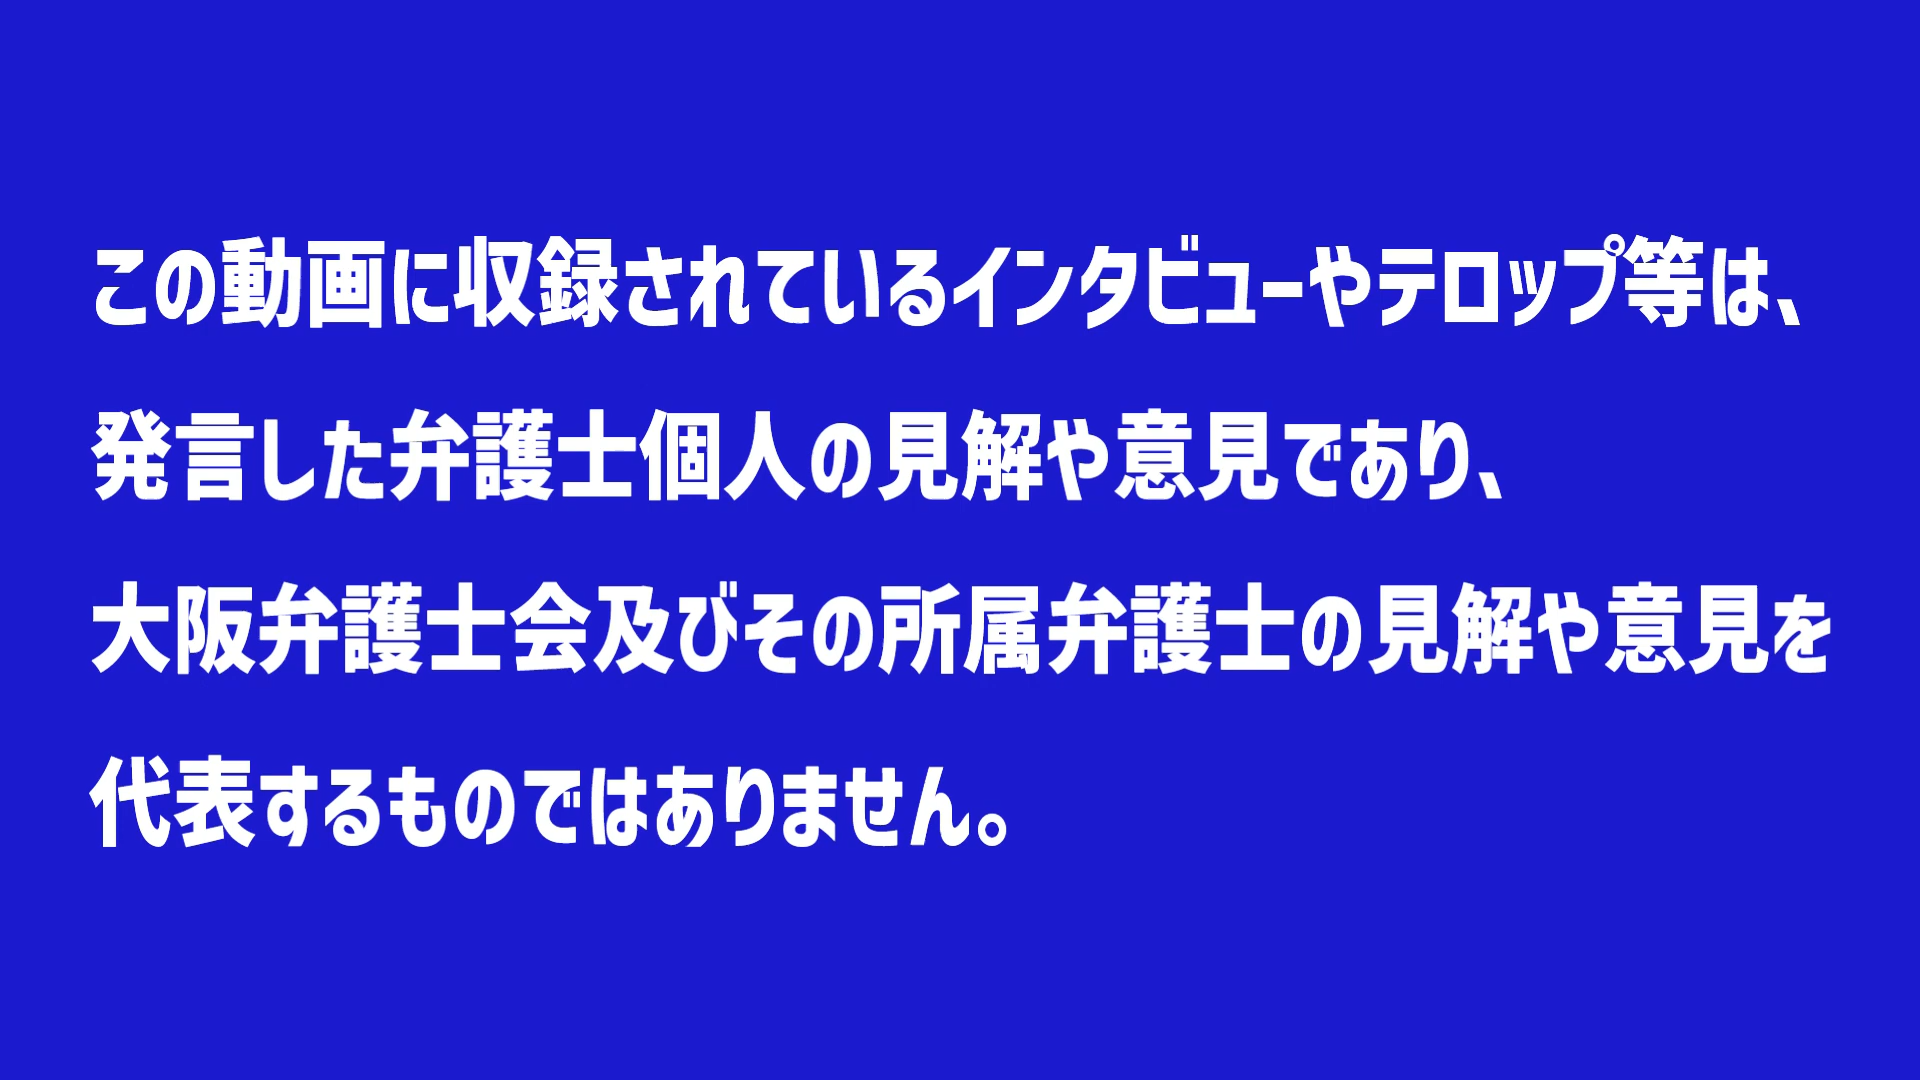 この動画に収録されているインタビューやテロップ等は、
発言した弁護士個人の見解や意見であり、
大阪弁護士会及びその所属弁護士の見解や意見を
代表するものではありません。